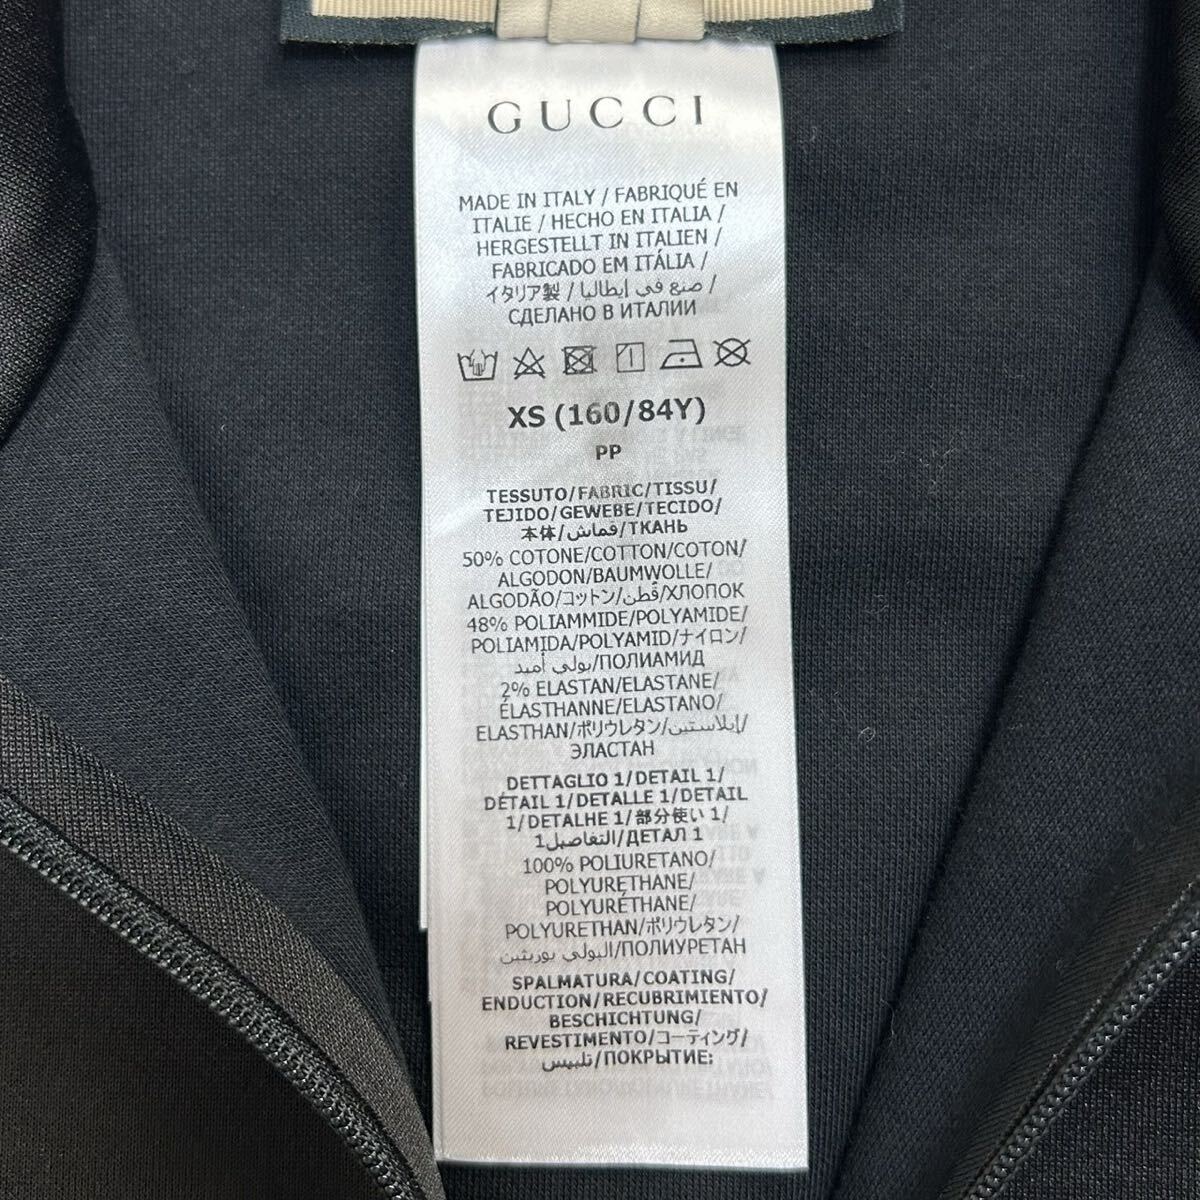 GUCCI
MADE IN ITALY / FABRIQUÉ EN
ITALIE / HECHO EN ITALIA /
HERGESTELLT IN ITALIEN /
FABRICADO EM ITÁLIA /
イタリア製 / صنع في إيطاليا /
СДЕЛАНО В ИТАЛИИ
XS (160/84Y)
PP
TESSUTO/FABRIC/TISSU/
TEJIDO/GEWEBE/TECIDO/
本体/قماش/ТКАНЬ
50% COTONE/COTTON/COTON/
ALGODON/BAUMWOLLE/
ALGODÃO/コットン/قطن/ХЛОПОК
48% POLIAMMIDE/POLYAMIDE/
POLIAMIDA/POLYAMID/ナイロン/
بولي أميد/ПОЛИАМИД
2% ELASTAN/ELASTANE/
ÉLASTHANNE/ELASTANO/
ELASTHAN/ポリウレタン/إيلاستين/
ЭЛАСТАН
DETTAGLIO 1/DETAIL 1/
DÉTAIL 1/DETALLE 1/DETAIL
1/DETALHE 1/部分使い 1/
التفاصيل1/ДЕТАЛ 1
100% POLIURETANO/
POLYURETHANE/
POLYURÉTHANE/
POLYURETHAN/ポリウレタン/
البولي يوريثين/ПОЛИУРЕТАН
SPALMATURA/COATING/
ENDUCTION/RECUBRIMIENTO/
BESCHICHTUNG/
REVESTIMENTO/コーティング/
تلبيس/ПОКРЫТИЕ: